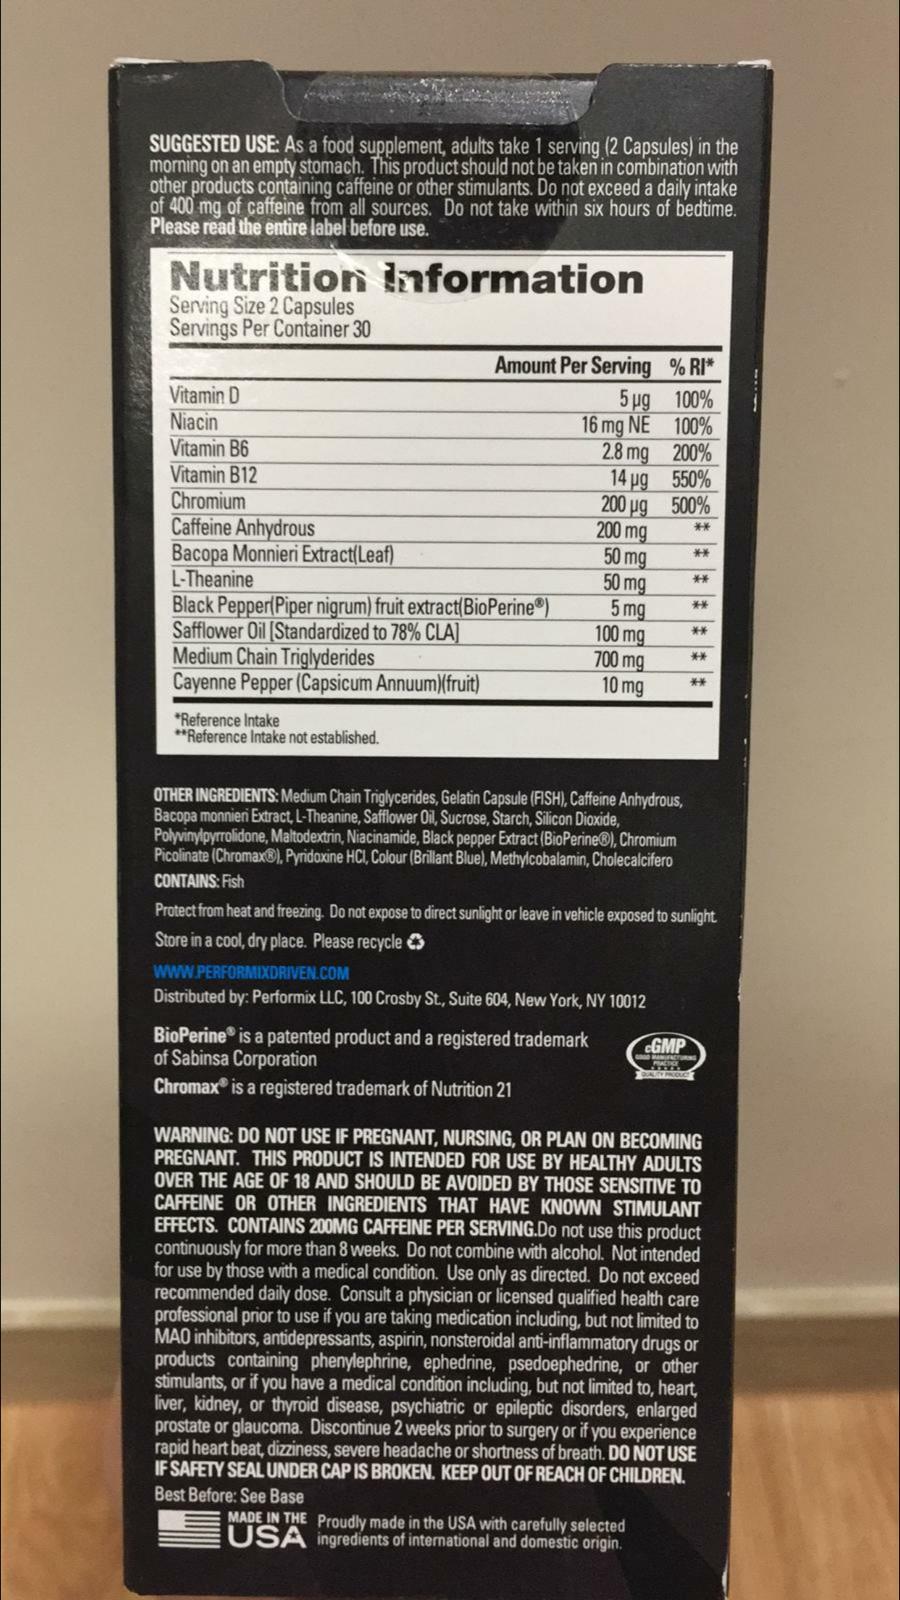 SUGGESTED USE: As a food supplement, adults take 1 serving (2 Capsules) in the
morning on an empty stomach. This product should not be taken in combination with
other products containing caffeine or other stimulants. Do not exceed a daily intake
of 400 mg of caffeine from all sources. Do not take within six hours of bedtime.
Please read the entire label before use.
Nutrition Information
Serving Size 2 Capsules
Servings Per Container 30
Amount Per Serving % RI*
Vitamin D 5 µg 100%
Niacin 16 mg NE 100%
Vitamin B6 2.8 mg 200%
Vitamin B12 14 µg 550%
Chromium 200 µg 500%
Caffeine Anhydrous 200 mg **
Bacopa Monnieri Extract(Leaf) 50 mg **
L-Theanine 50 mg **
Black Pepper(Piper nigrum) fruit extract(BioPerine®) 5 mg **
Safflower Oil [Standardized to 78% CLA] 100 mg **
Medium Chain Triglyderides 700 mg **
Cayenne Pepper (Capsicum Annuum)(fruit) 10 mg **
*Reference Intake
**Reference Intake not established.
OTHER INGREDIENTS: Medium Chain Triglycerides, Gelatin Capsule (FISH), Caffeine Anhydrous,
Bacopa monnieri Extract, L-Theanine, Safflower Oil, Sucrose, Starch, Silicon Dioxide,
Polyvinylpyrrolidone, Maltodextrin, Niacinamide, Black pepper Extract (BioPerine®), Chromium
Picolinate (Chromax®), Pyridoxine HCl, Colour (Brillant Blue), Methylcobalamin, Cholecalcifero
CONTAINS: Fish
Protect from heat and freezing. Do not expose to direct sunlight or leave in vehicle exposed to sunlight.
Store in a cool, dry place. Please recycle
WWW.PERFORMIXDRIVEN.COM
Distributed by: Performix LLC, 100 Crosby St., Suite 604, New York, NY 10012
BioPerine® is a patented product and a registered trademark
of Sabinsa Corporation
cGMP
GOOD MANUFACTURING
PRACTICE
QUALITY PRODUCT
Chromax® is a registered trademark of Nutrition 21
WARNING: DO NOT USE IF PREGNANT, NURSING, OR PLAN ON BECOMING
PREGNANT. THIS PRODUCT IS INTENDED FOR USE BY HEALTHY ADULTS
OVER THE AGE OF 18 AND SHOULD BE AVOIDED BY THOSE SENSITIVE TO
CAFFEINE OR OTHER INGREDIENTS THAT HAVE KNOWN STIMULANT
EFFECTS. CONTAINS 200MG CAFFEINE PER SERVING.Do not use this product
continuously for more than 8 weeks. Do not combine with alcohol. Not intended
for use by those with a medical condition. Use only as directed. Do not exceed
recommended daily dose. Consult a physician or licensed qualified health care
professional prior to use if you are taking medication including, but not limited to
MAO inhibitors, antidepressants, aspirin, nonsteroidal anti-inflammatory drugs or
products containing phenylephrine, ephedrine, psedoephedrine, or other
stimulants, or if you have a medical condition including, but not limited to, heart,
liver, kidney, or thyroid disease, psychiatric or epileptic disorders, enlarged
prostate or glaucoma. Discontinue 2 weeks prior to surgery or if you experience
rapid heart beat, dizziness, severe headache or shortness of breath. DO NOT USE
IF SAFETY SEAL UNDER CAP IS BROKEN. KEEP OUT OF REACH OF CHILDREN.
Best Before: See Base
MADE IN THE
USA
Proudly made in the USA with carefully selected
ingredients of international and domestic origin.